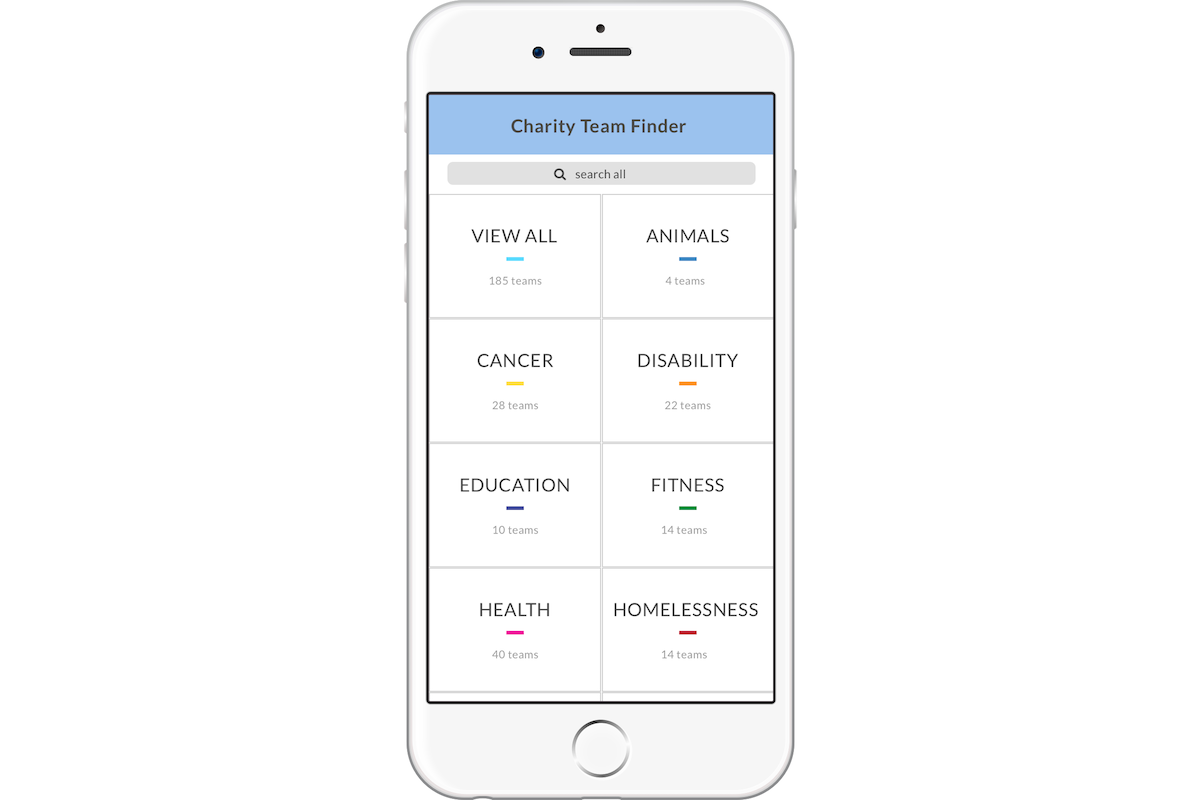 Charity Team Finder
search all
VIEW ALL
185 teams
ANIMALS
4 teams
CANCER
28 teams
DISABILITY
22 teams
EDUCATION
10 teams
FITNESS
14 teams
HEALTH
40 teams
HOMELESSNESS
14 teams